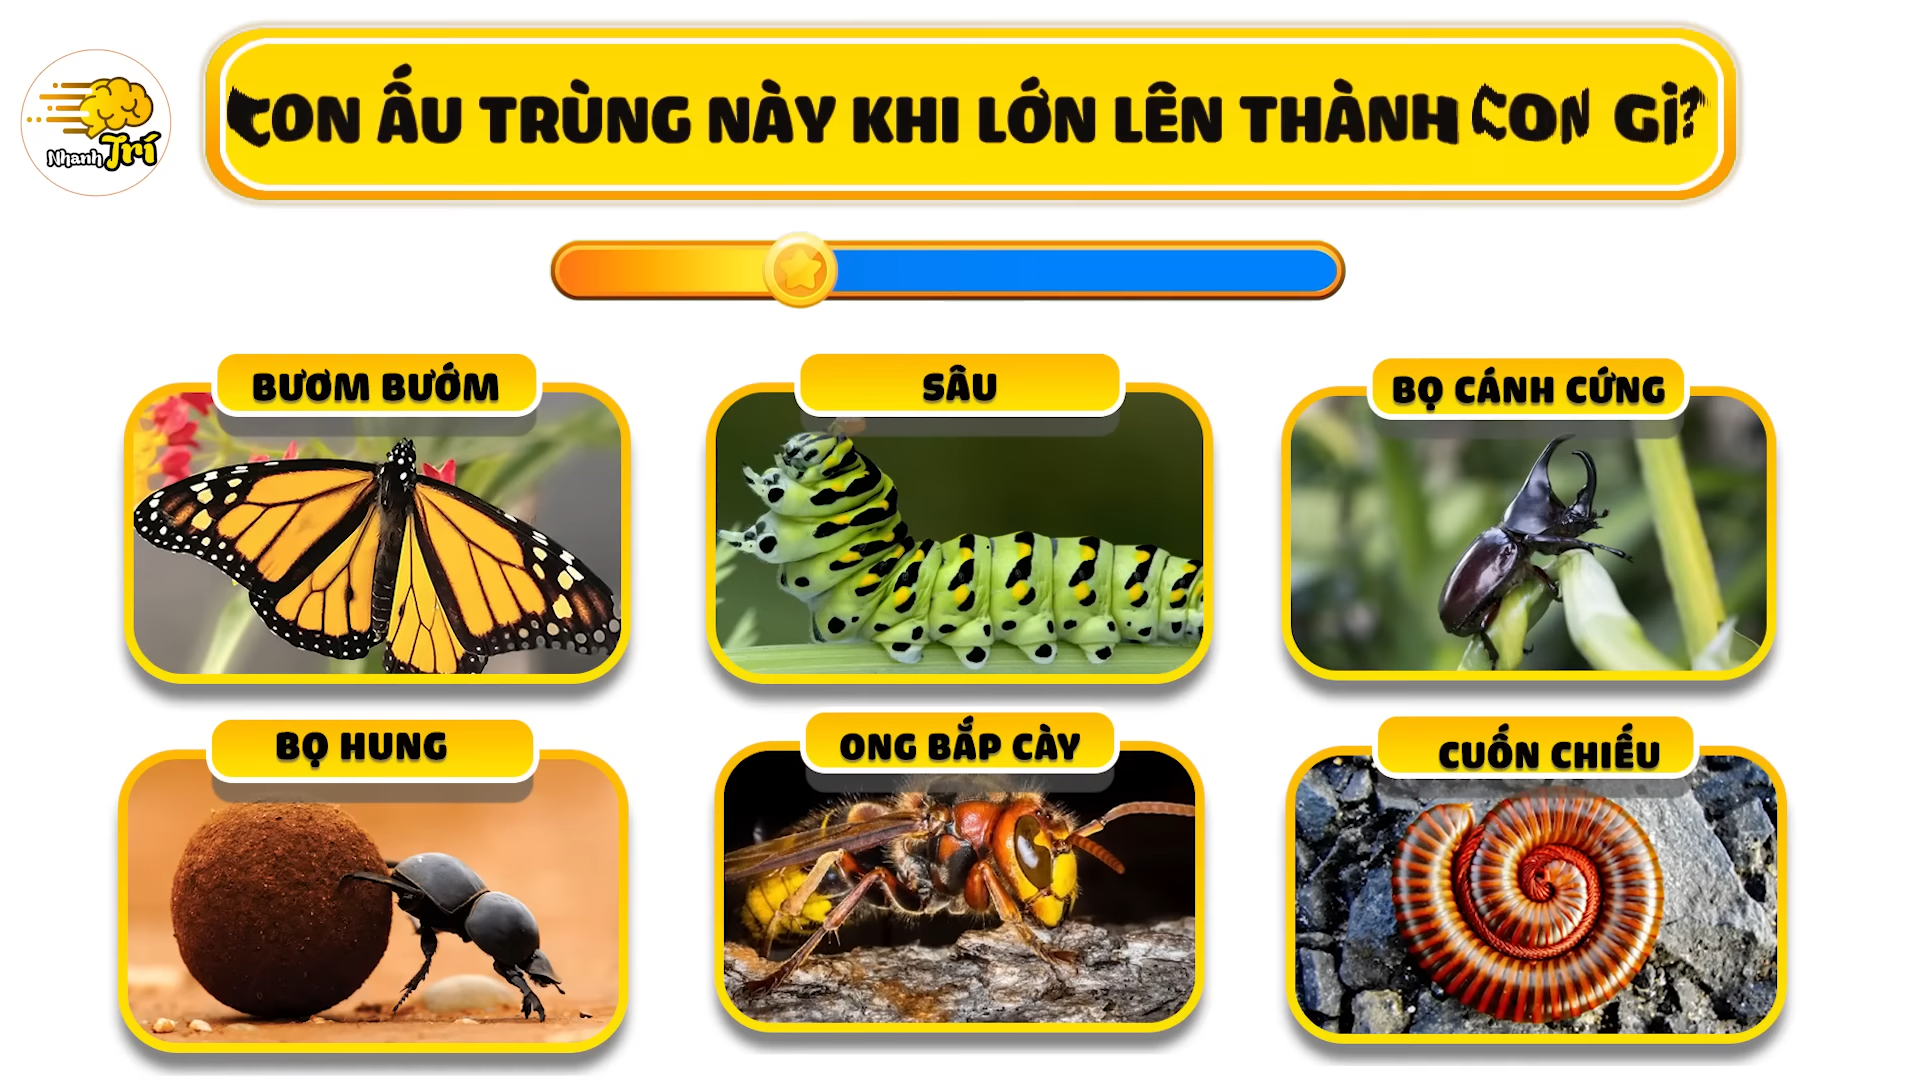 Nhanh Trí
CON ẤU TRÙNG NÀY KHI LỚN LÊN THÀNH CON GÌ?
BƯƠM BƯỚM
SÂU
BỌ CÁNH CỨNG
BỌ HUNG
ONG BẮP CÀY
CUỐN CHIẾU